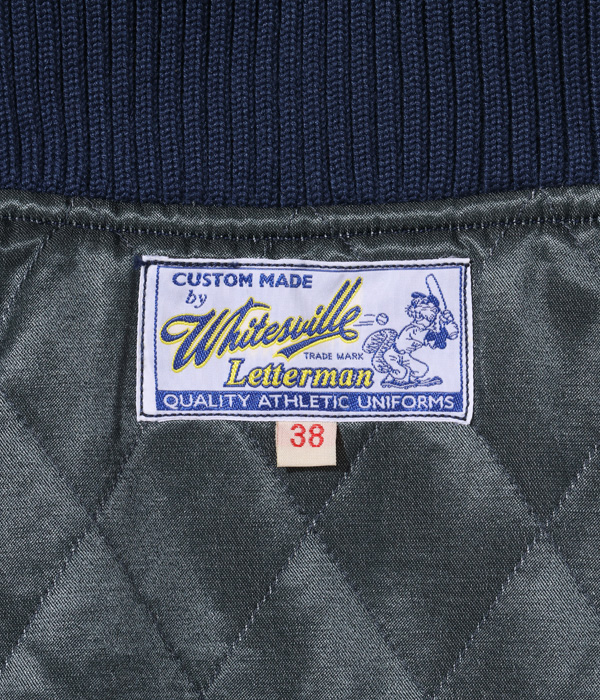 CUSTOM MADE
by
Whitesville
TRADE MARK
Letterman
QUALITY ATHLETIC UNIFORMS
38